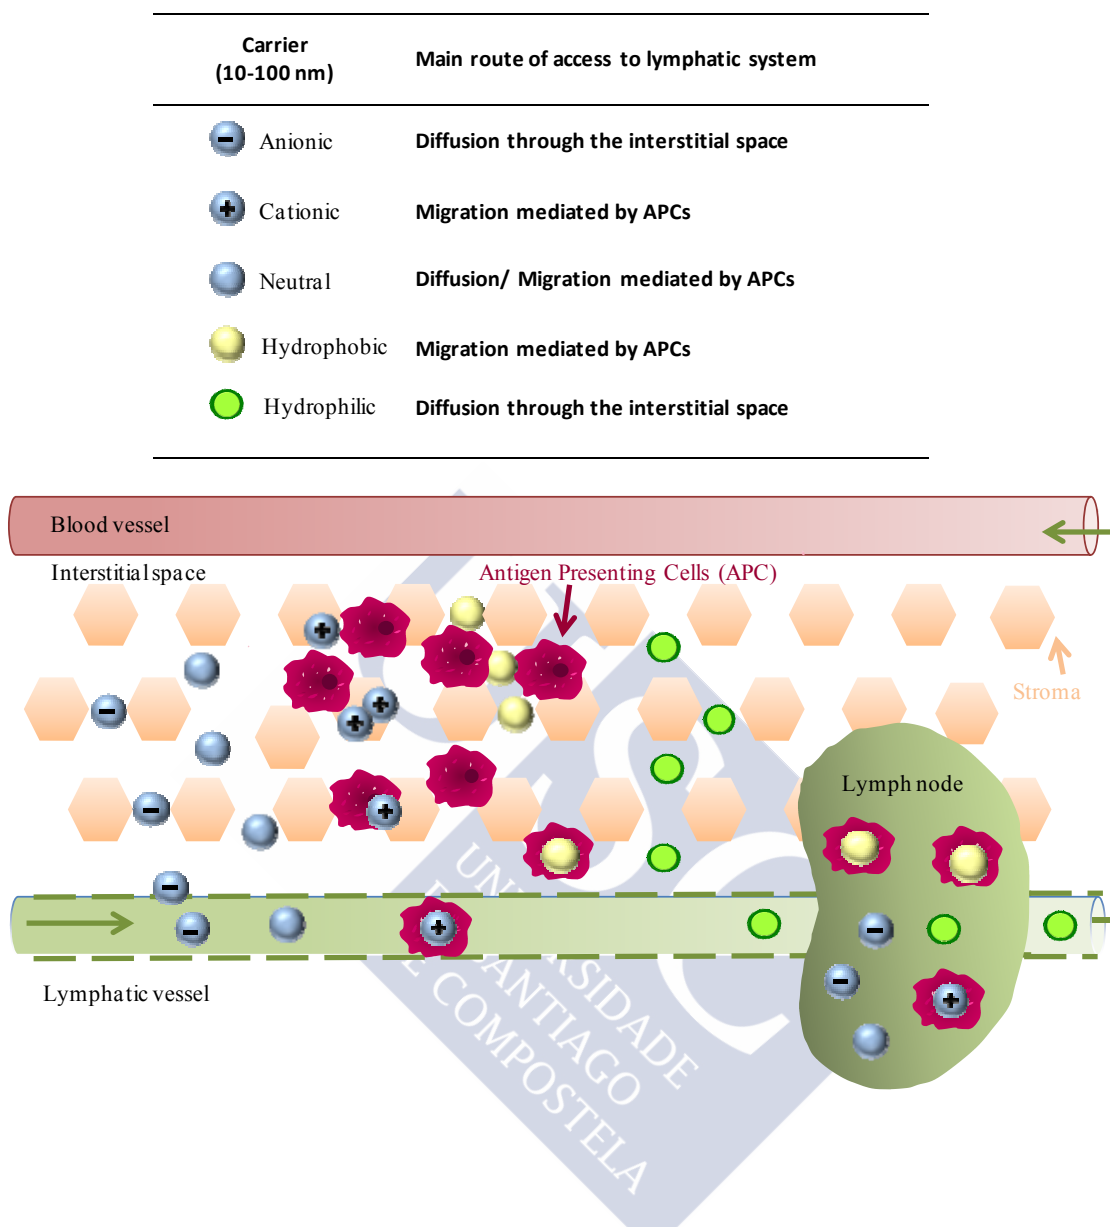 Carrier
(10-100 nm)
Main route of access to lymphatic system
− Anionic
Diffusion through the interstitial space
+ Cationic
Migration mediated by APCs
Neutral
Diffusion/ Migration mediated by APCs
Hydrophobic
Migration mediated by APCs
Hydrophilic
Diffusion through the interstitial space
Blood vessel
Interstitial space
Antigen Presenting Cells (APC)
Stroma
Lymph node
Lymphatic vessel
USC
UNIVERSIDADE
DE SANTIAGO
DE COMPOSTELA